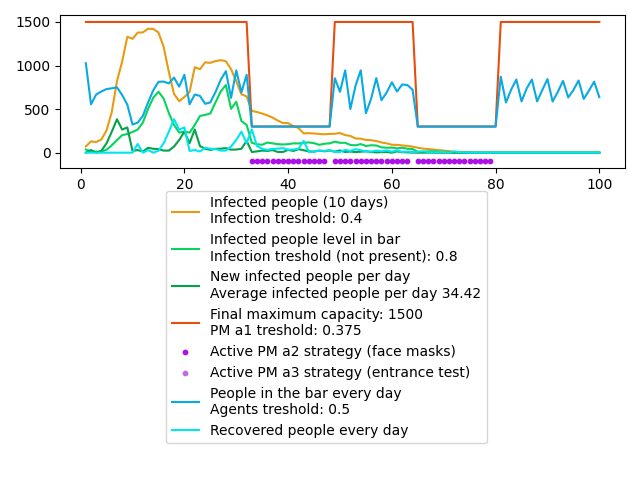 1500
1000
500
0
0 20 40 60 80 100
Infected people (10 days)
Infection treshold: 0.4
Infected people level in bar
Infection treshold (not present): 0.8
New infected people per day
Average infected people per day 34.42
Final maximum capacity: 1500
PM a1 treshold: 0.375
Active PM a2 strategy (face masks)
Active PM a3 strategy (entrance test)
People in the bar every day
Agents treshold: 0.5
Recovered people every day